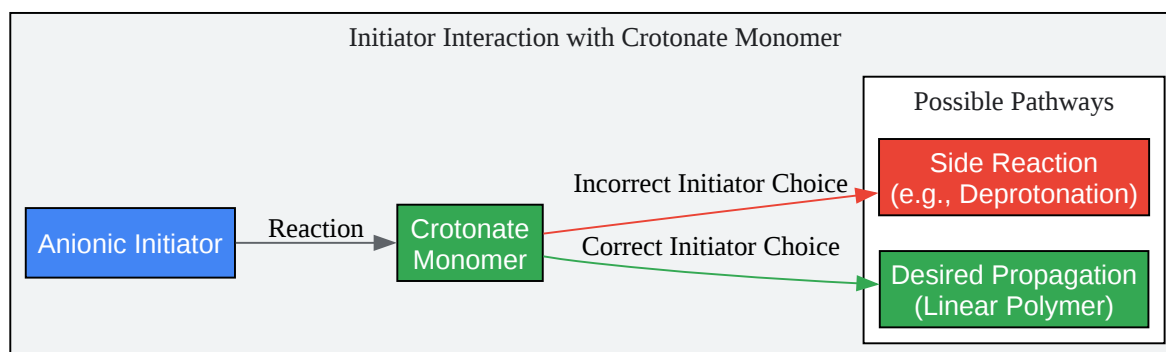 Initiator Interaction with Crotonate Monomer
Possible Pathways
Side Reaction
(e.g., Deprotonation)
Incorrect Initiator Choice
Anionic Initiator
Reaction
Crotonate
Monomer
Correct Initiator Choice
Desired Propagation
(Linear Polymer)